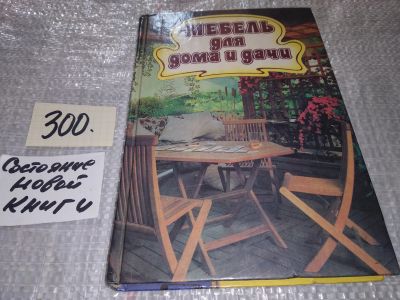 МЕБЕЛЬ
для
дома и дачи
300.
Состояние
новой
книги